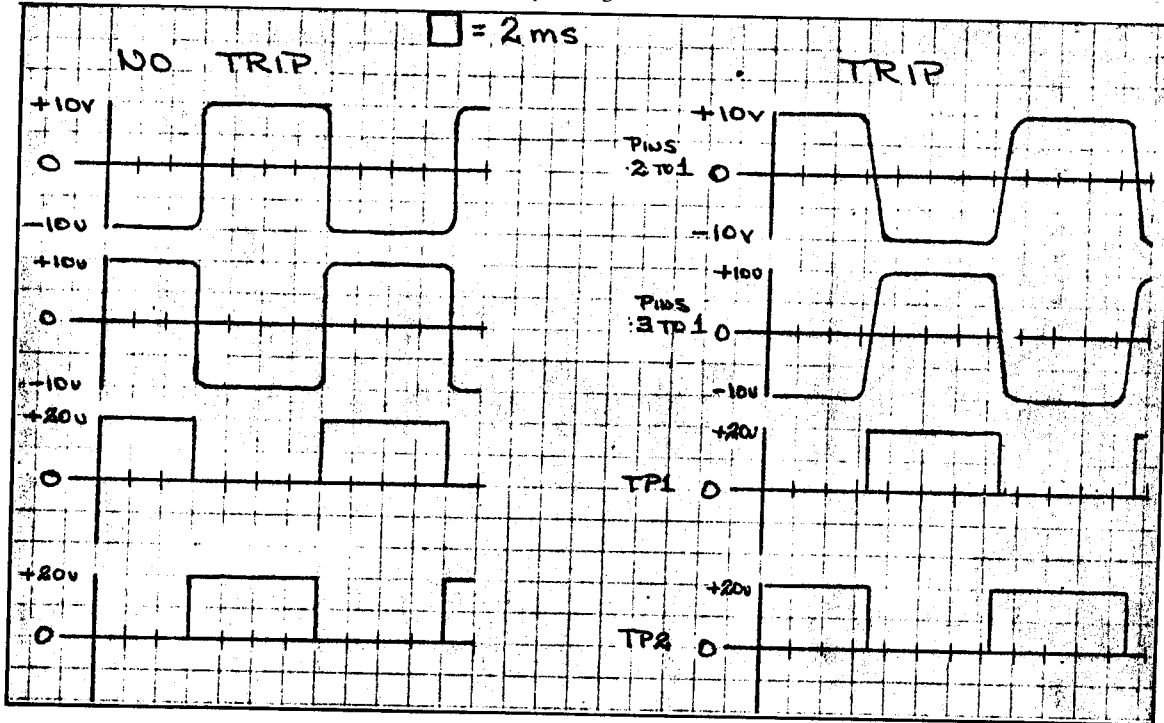 = 2 ms
NO TRIP
TRIP
+10V
0
-10V
+10V
0
-10V
+20V
0
+20V
0
PINS
2 TO 1
+10V
0
-10V
PINS
3 TO 1
+10V
0
-10V
TP1
+20V
0
TP2
+20V
0